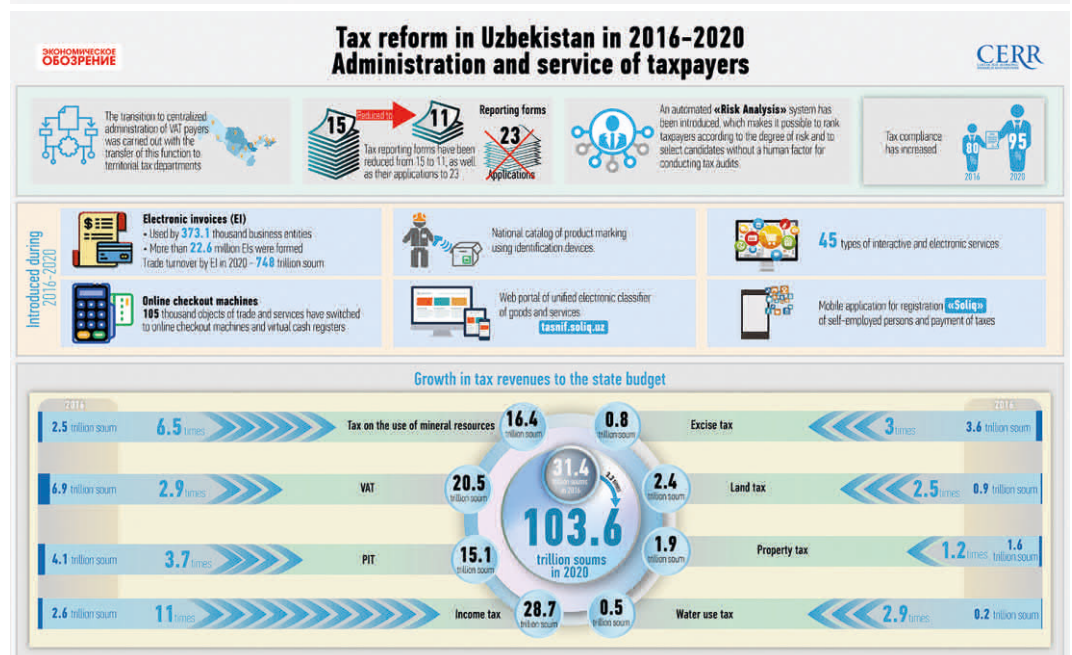 ЭКОНОМИЧЕСКОЕ
ОБОЗРЕНИЕ
Tax reform in Uzbekistan in 2016-2020
Administration and service of taxpayers
CERR
The transition to centralized
administration of VAT payers
was carried out with the
transfer of this function to
territorial tax departments
15
Reduced to
11
Tax reporting forms have been
reduced from 15 to 11, as well
as their applications to 23
Reporting forms
23
Applications
An automated «Risk Analysis» system has
been introduced, which makes it possible to rank
taxpayers according to the degree of risk and to
select candidates without a human factor for
conducting tax audits
Tax compliance
has increased
80
%
2016
95
%
2020
Introduced during
2016-2020
Electronic invoices (EI)
• Used by 373.1 thousand business entities
• More than 22.6 million EIs were formed
Trade turnover by EI in 2020 - 748 trillion soum
National catalog of product marking
using identification devices.
45 types of interactive and electronic services
Online checkout machines
105 thousand objects of trade and services have switched
to online checkout machines and virtual cash registers
Web portal of unified electronic classifier
of goods and services
tasnif.soliq.uz
Mobile application for registration «Soliq»
of self-employed persons and payment of taxes
Growth in tax revenues to the state budget
2016
2016
2.5 trillion soum
6.5 times
Tax on the use of mineral resources
16.4
trillion soum
0.8
trillion soum
Excise tax
3 times
3.6 trillion soum
6.9 trillion soum
2.9 times
VAT
20.5
trillion soum
2.4
trillion soum
Land tax
2.5 times
0.9 trillion soum
4.1 trillion soum
3.7 times
PIT
15.1
trillion soum
1.9
trillion soum
Property tax
1.2 times
1.6
trillion soum
2.6 trillion soum
11 times
Income tax
28.7
trillion soum
0.5
trillion soum
Water use tax
2.9 times
0.2 trillion soum
31.4
trillion soums
in 2016
3.3 times
103.6
trillion soums
in 2020